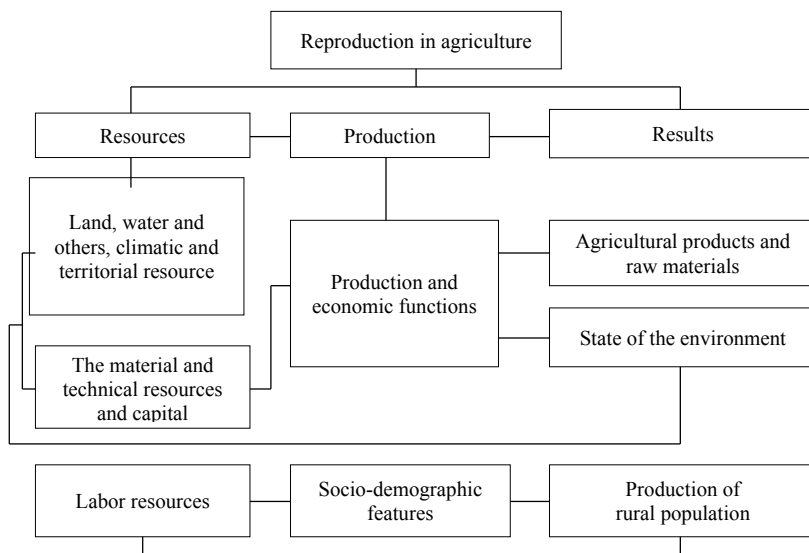 Reproduction in agriculture
Resources
Production
Results
Land, water and
others, climatic and
territorial resource
Production and
economic functions
Agricultural products and
raw materials
State of the environment
The material and
technical resources
and capital
Labor resources
Socio-demographic
features
Production of
rural population